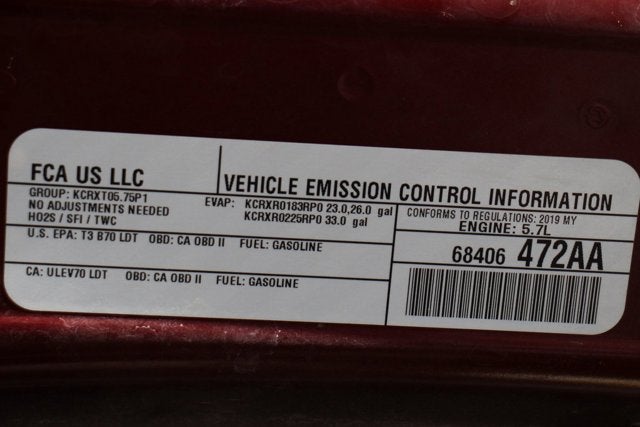 FCA US LLC
VEHICLE EMISSION CONTROL INFORMATION
GROUP: KCRXT05.75P1
NO ADJUSTMENTS NEEDED
HO2S / SFI / TWC
EVAP: KCRXR0183RP0 23.0,26.0 gal
KCRXR0225RP0 33.0 gal
CONFORMS TO REGULATIONS: 2019 MY
ENGINE: 5.7L
U.S. EPA: T3 B70 LDT OBD: CA OBD II FUEL: GASOLINE
68406 472AA
CA: ULEV70 LDT OBD: CA OBD II FUEL: GASOLINE